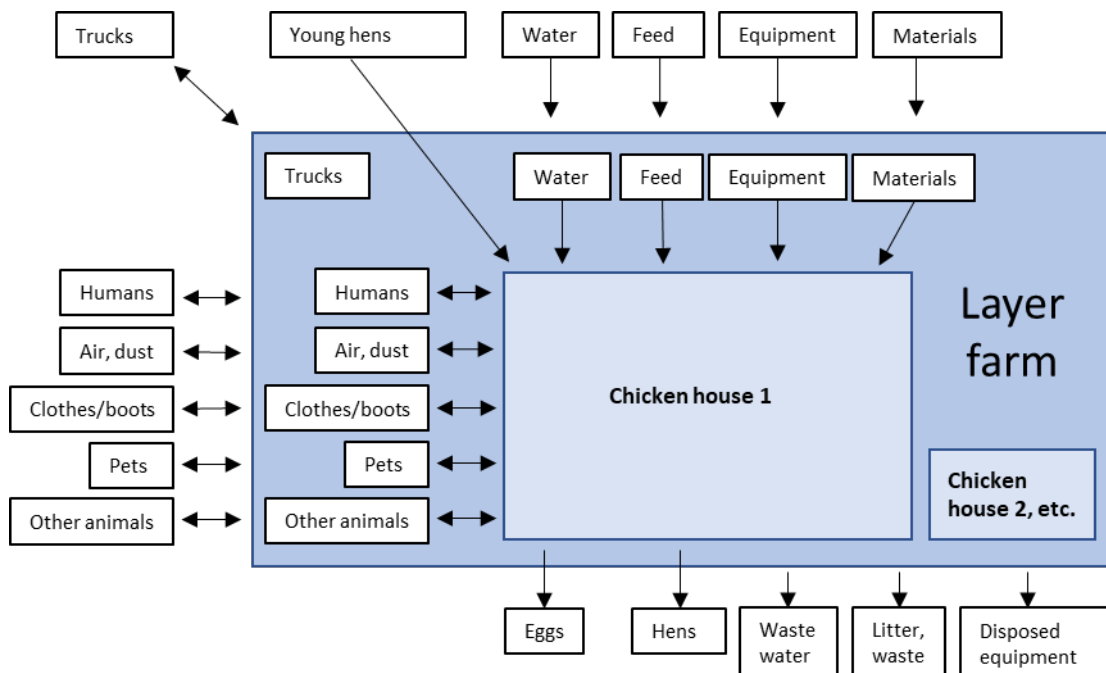 Trucks
Young hens
Water
Feed
Equipment
Materials
Trucks
Water
Feed
Equipment
Materials
Humans
Air, dust
Clothes/boots
Pets
Other animals
Humans
Air, dust
Clothes/boots
Pets
Other animals
Chicken house 1
Layer
farm
Chicken
house 2, etc.
Eggs
Hens
Waste
water
Litter,
waste
Disposed
equipment